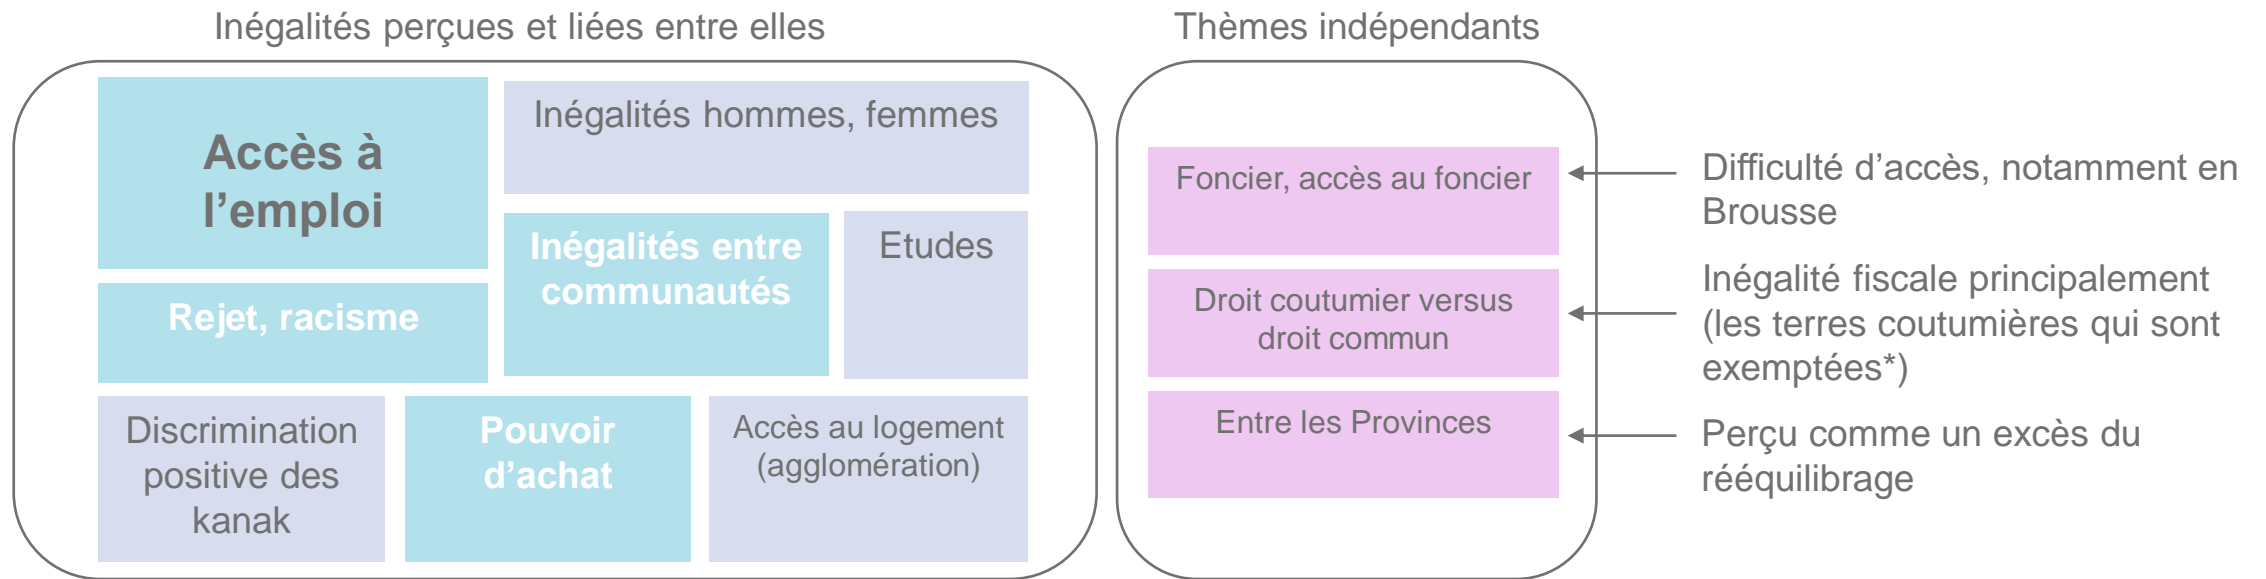 Inégalités perçues et liées entre elles
Accès à
l’emploi
Inégalités hommes, femmes
Rejet, racisme
Inégalités entre
communautés
Etudes
Discrimination
positive des
kanak
Pouvoir
d’achat
Accès au logement
(agglomération)
Thèmes indépendants
Foncier, accès au foncier
Difficulté d’accès, notamment en
Brousse
Droit coutumier versus
droit commun
Inégalité fiscale principalement
(les terres coutumières qui sont
exemptées*)
Entre les Provinces
Perçu comme un excès du
rééquilibrage